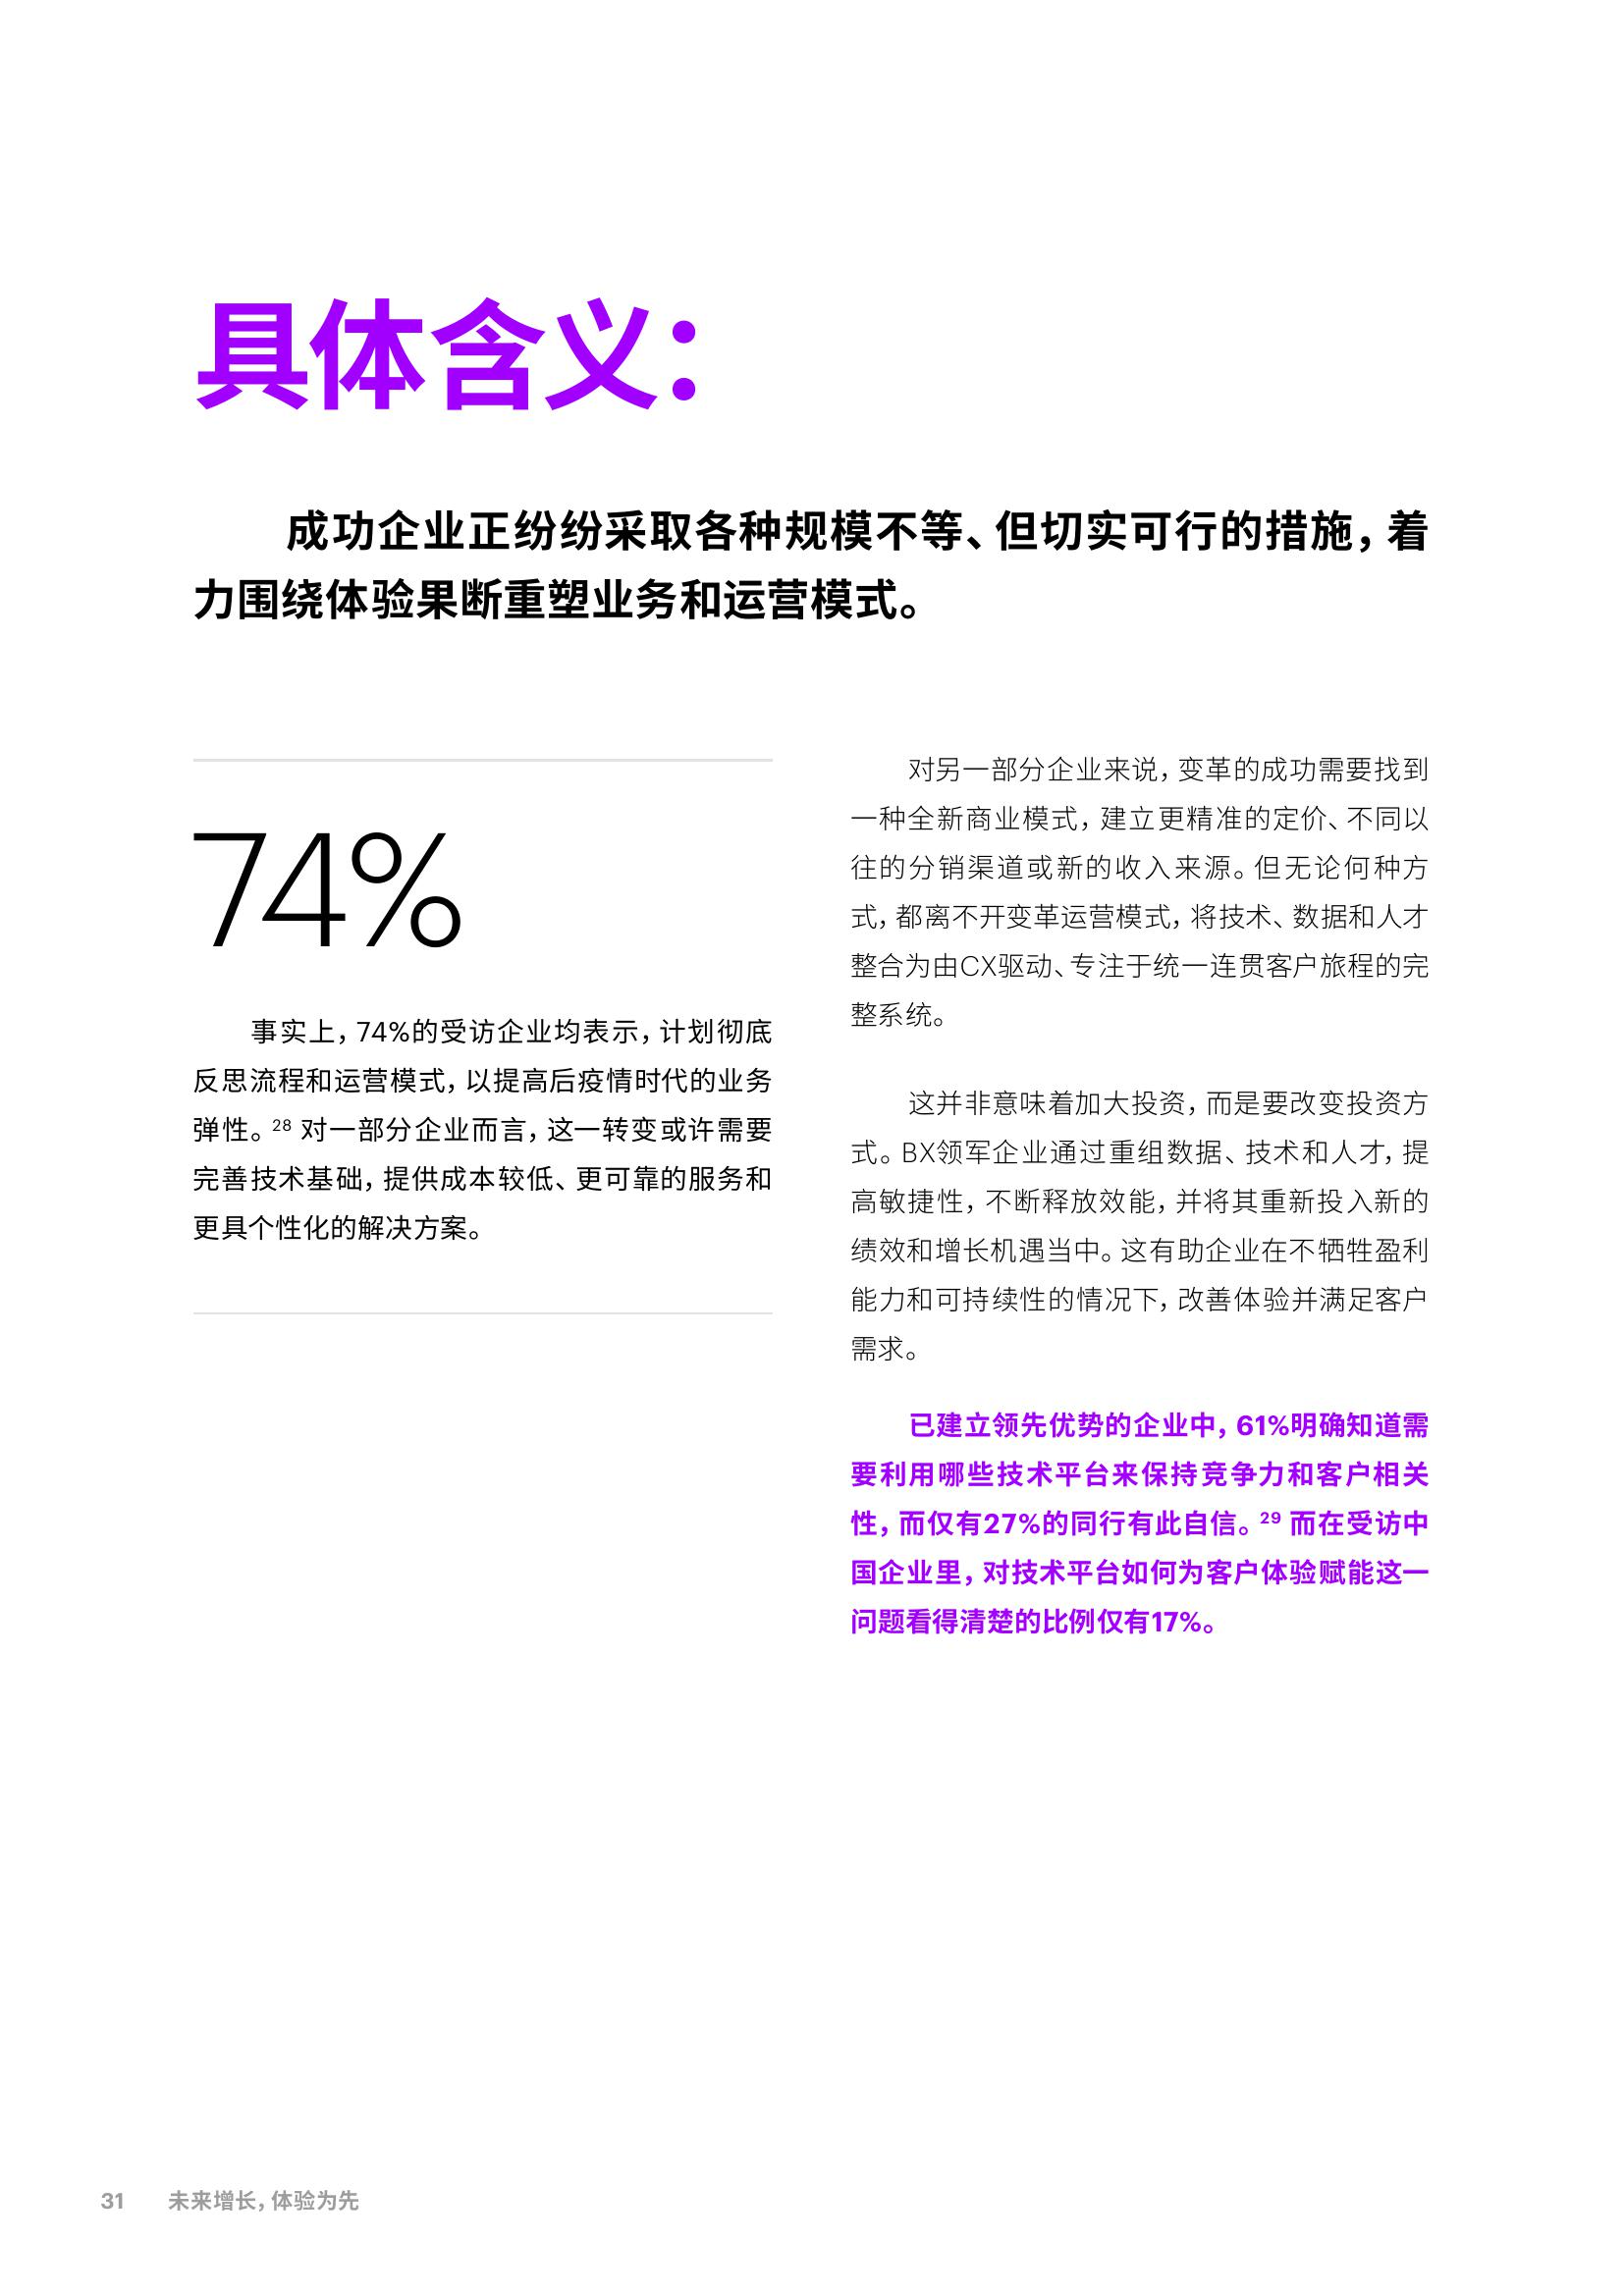 具体含义：
成功企业正纷纷采取各种规模不等、但切实可行的措施，着
力围绕体验果断重塑业务和运营模式。
74%
事实上，74%的受访企业均表示，计划彻底
反思流程和运营模式，以提高后疫情时代的业务
弹性。28 对一部分企业而言，这一转变或许需要
完善技术基础，提供成本较低、更可靠的服务和
更具个性化的解决方案。
对另一部分企业来说，变革的成功需要找到
一种全新商业模式，建立更精准的定价、不同以
往的分销渠道或新的收入来源。但无论何种方
式，都离不开变革运营模式，将技术、数据和人才
整合为由CX驱动、专注于统一连贯客户旅程的完
整系统。
这并非意味着加大投资，而是要改变投资方
式。BX领军企业通过重组数据、技术和人才，提
高敏捷性，不断释放效能，并将其重新投入新的
绩效和增长机遇当中。这有助企业在不牺牲盈利
能力和可持续性的情况下，改善体验并满足客户
需求。
已建立领先优势的企业中，61%明确知道需
要利用哪些技术平台来保持竞争力和客户相关
性，而仅有27%的同行有此自信。29 而在受访中
国企业里，对技术平台如何为客户体验赋能这一
问题看得清楚的比例仅有17%。
31 未来增长，体验为先